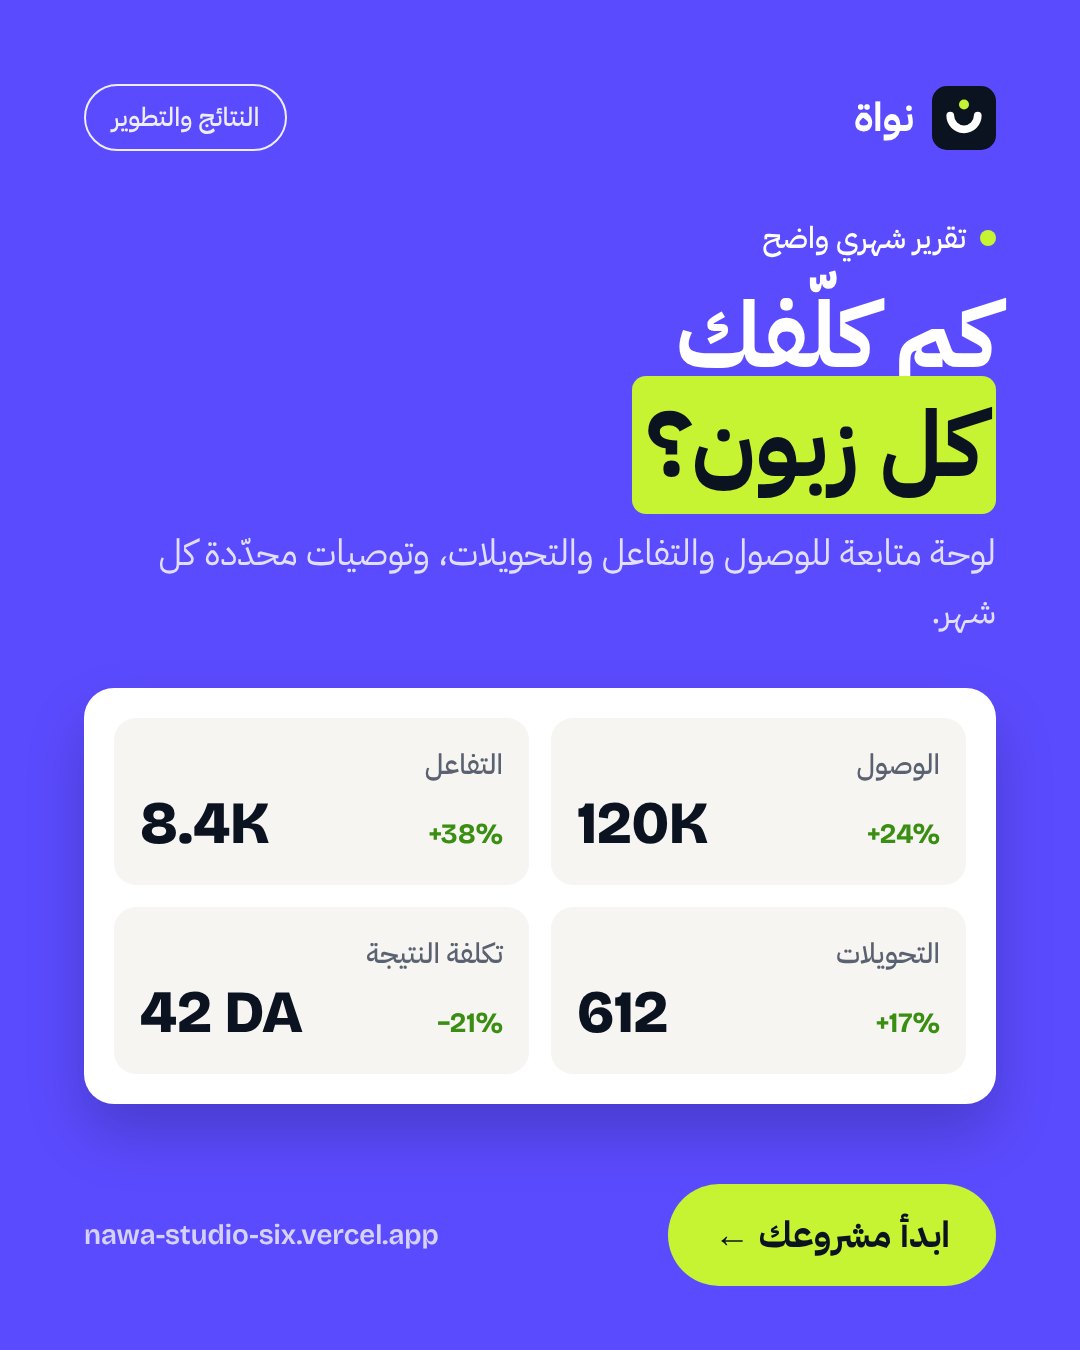 نواة
النتائج والتطوير
تقرير شهري واضح
كم كلّفك
كل زبون؟
لوحة متابعة للوصول والتفاعل والتحويلات، وتوصيات محدّدة كل
شهر.
الوصول
120K +24%
التفاعل
8.4K +38%
التحويلات
612 +17%
تكلفة النتيجة
42 DA −21%
ابدأ مشروعك ←
nawa-studio-six.vercel.app